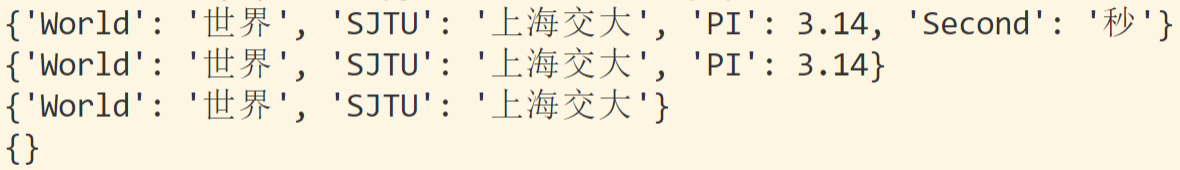 {'World': '世界', 'SJTU': '上海交大', 'PI': 3.14, 'Second': '秒'}
{'World': '世界', 'SJTU': '上海交大', 'PI': 3.14}
{'World': '世界', 'SJTU': '上海交大'}
{}